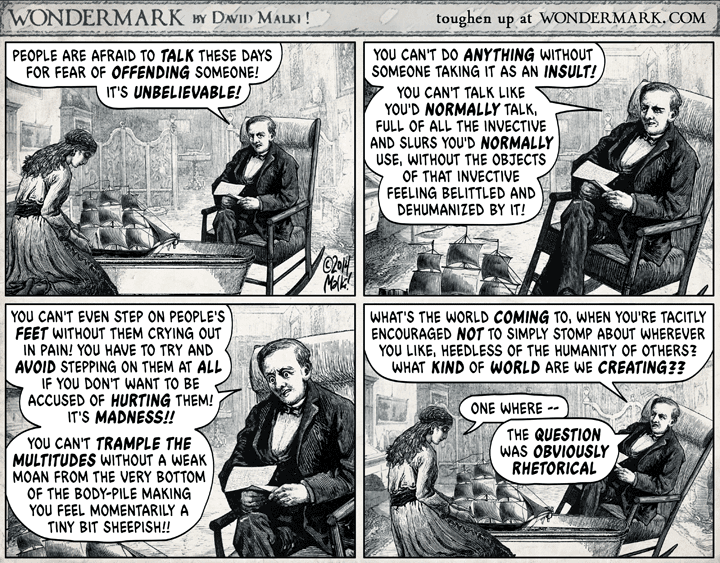 WONDERMARK BY DAVID MALKI !
toughen up at WONDERMARK.COM
PEOPLE ARE AFRAID TO TALK THESE DAYS
FOR FEAR OF OFFENDING SOMEONE!
IT'S UNBELIEVABLE!
©2014
Malki!
YOU CAN'T DO ANYTHING WITHOUT
SOMEONE TAKING IT AS AN INSULT!
YOU CAN'T TALK LIKE
YOU'D NORMALLY TALK,
FULL OF ALL THE INVECTIVE
AND SLURS YOU'D NORMALLY
USE, WITHOUT THE OBJECTS
OF THAT INVECTIVE
FEELING BELITTLED AND
DEHUMANIZED BY IT!
YOU CAN'T EVEN STEP ON PEOPLE'S
FEET WITHOUT THEM CRYING OUT
IN PAIN! YOU HAVE TO TRY AND
AVOID STEPPING ON THEM AT ALL
IF YOU DON'T WANT TO BE
ACCUSED OF HURTING THEM!
IT'S MADNESS!!
YOU CAN'T TRAMPLE THE
MULTITUDES WITHOUT A WEAK
MOAN FROM THE VERY BOTTOM
OF THE BODY-PILE MAKING
YOU FEEL MOMENTARILY A
TINY BIT SHEEPISH!!
WHAT'S THE WORLD COMING TO, WHEN YOU'RE TACITLY
ENCOURAGED NOT TO SIMPLY STOMP ABOUT WHEREVER
YOU LIKE, HEEDLESS OF THE HUMANITY OF OTHERS?
WHAT KIND OF WORLD ARE WE CREATING??
ONE WHERE --
THE QUESTION
WAS OBVIOUSLY
RHETORICAL